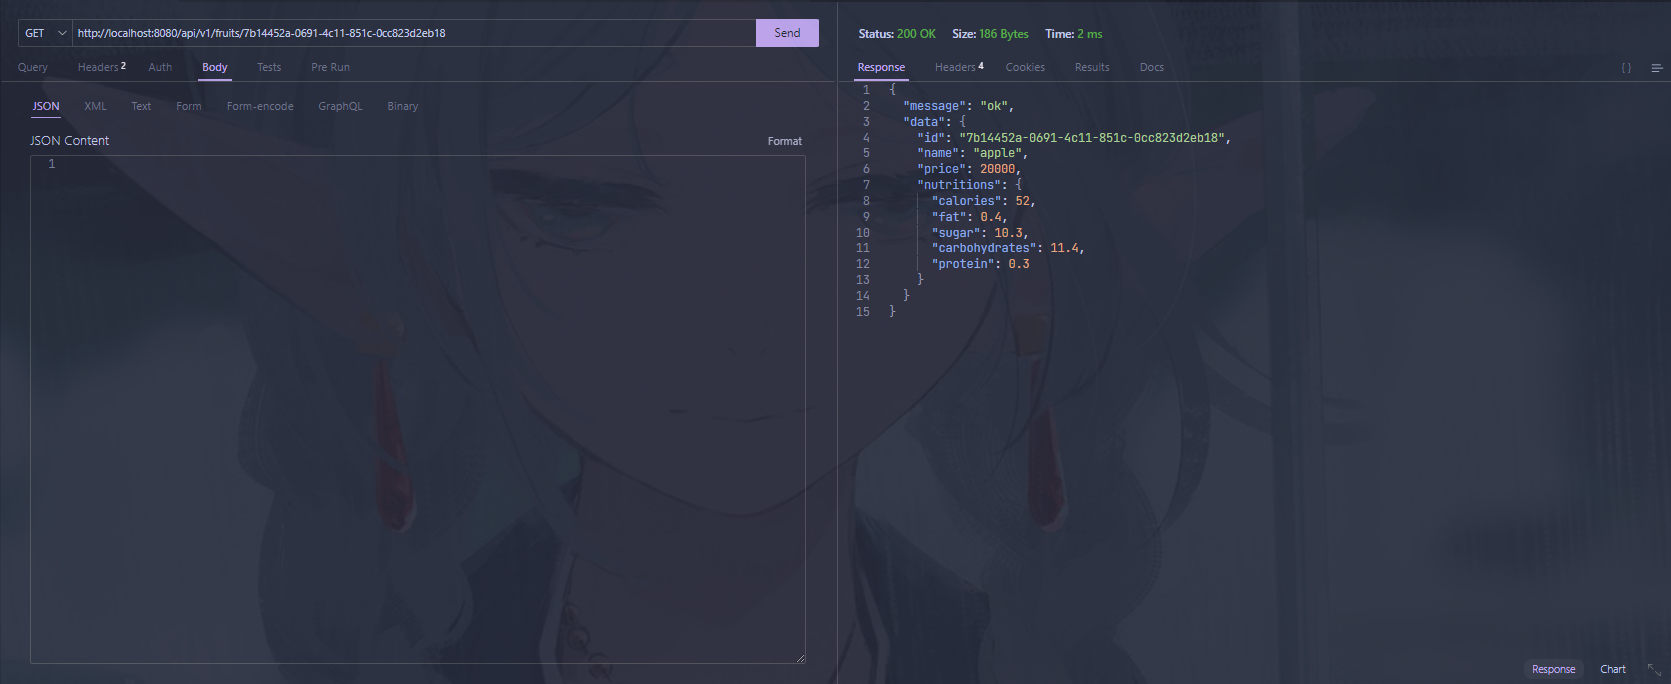 GET http://localhost:8080/api/v1/fruits/7b14452a-0691-4c11-851c-0cc823d2eb18 Send
Query Headers 2 Auth Body Tests Pre Run
JSON XML Text Form Form-encode GraphQL Binary
JSON Content Format
1
Status: 200 OK Size: 186 Bytes Time: 2 ms
Response Headers 4 Cookies Results Docs { }
1 {
2 "message": "ok",
3 "data": {
4 "id": "7b14452a-0691-4c11-851c-0cc823d2eb18",
5 "name": "apple",
6 "price": 20000,
7 "nutritions": {
8 "calories": 52,
9 "fat": 0.4,
10 "sugar": 10.3,
11 "carbohydrates": 11.4,
12 "protein": 0.3
13 }
14 }
15 }
Response Chart